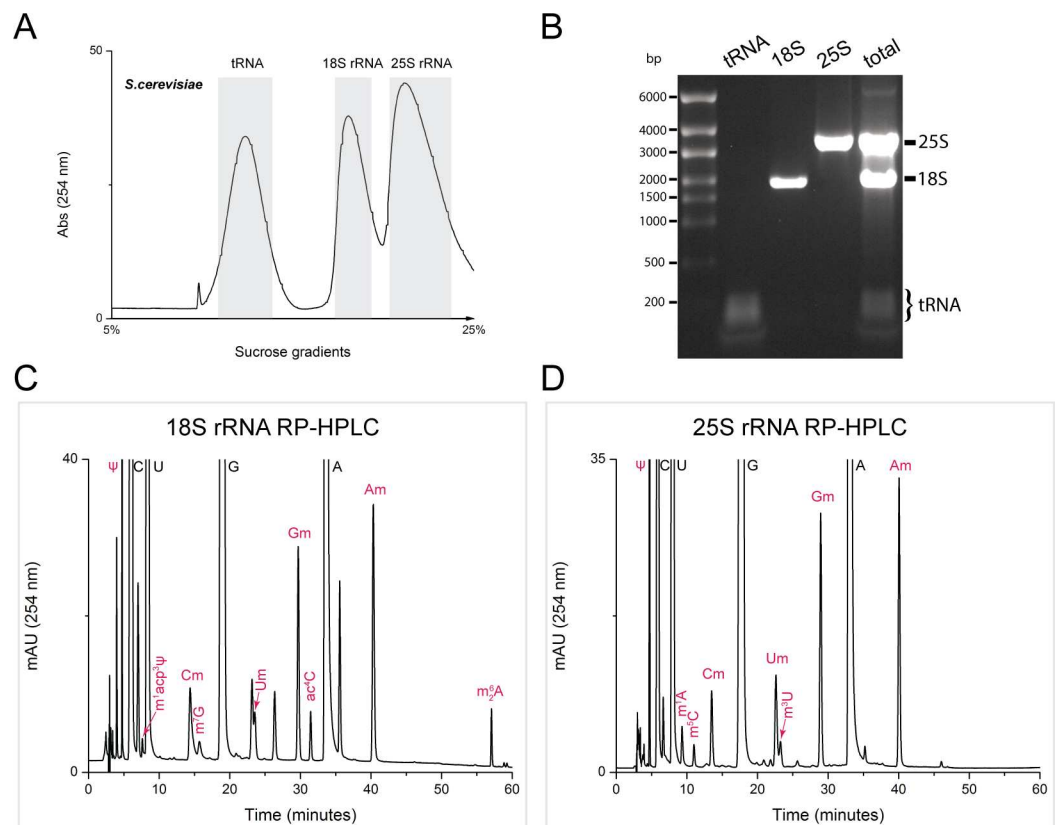 A
50
tRNA
18S rRNA
25S rRNA
S.cerevisiae
Abs (254 nm)
0
5%
25%
Sucrose gradients
B
bp
tRNA
18S
25S
total
6000
4000
3000
2000
1500
1000
500
200
25S
18S
tRNA
C
18S rRNA RP-HPLC
40
ψ
C
U
G
A
Am
Gm
m¹acp³ψ
Cm
m⁷G
Um
ac⁴C
m⁶₂A
mAU (254 nm)
0
0 10 20 30 40 50 60
Time (minutes)
D
25S rRNA RP-HPLC
35
ψ
C
U
G
A
Am
Gm
m¹A
m⁵C
Cm
Um
m³U
mAU (254 nm)
0
0 10 20 30 40 50 60
Time (minutes)